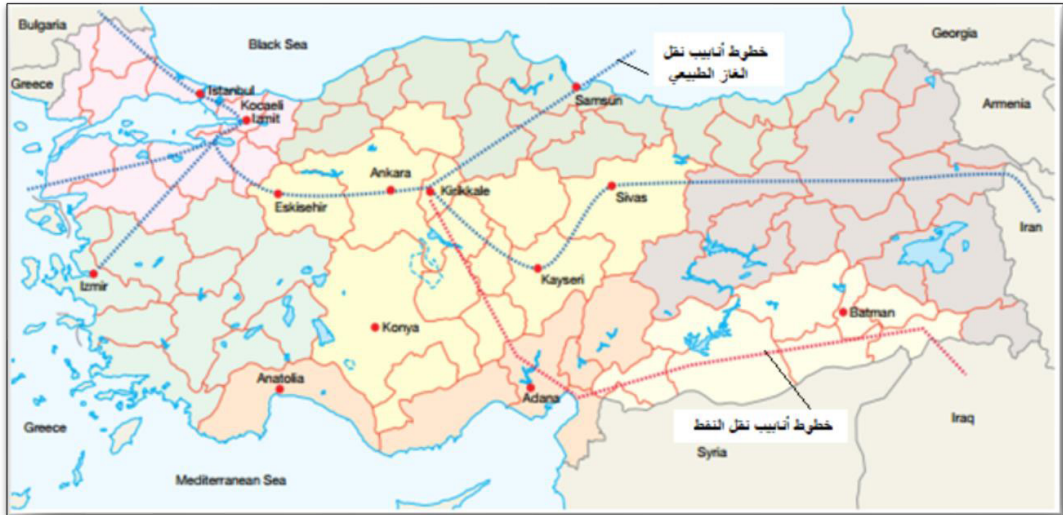 Bulgaria
Black Sea
Georgia
خطوط أنابيب نقل
الغاز الطبيعي
Greece
Istanbul
Kocaeli
Izmit
Samsun
Armenia
Ankara
Kirikkale
Eskisehir
Sivas
Iran
Izmir
Kayseri
Konya
Batman
Anatolia
Adana
خطوط أنابيب نقل النفط
Iraq
Greece
Syria
Mediterranean Sea